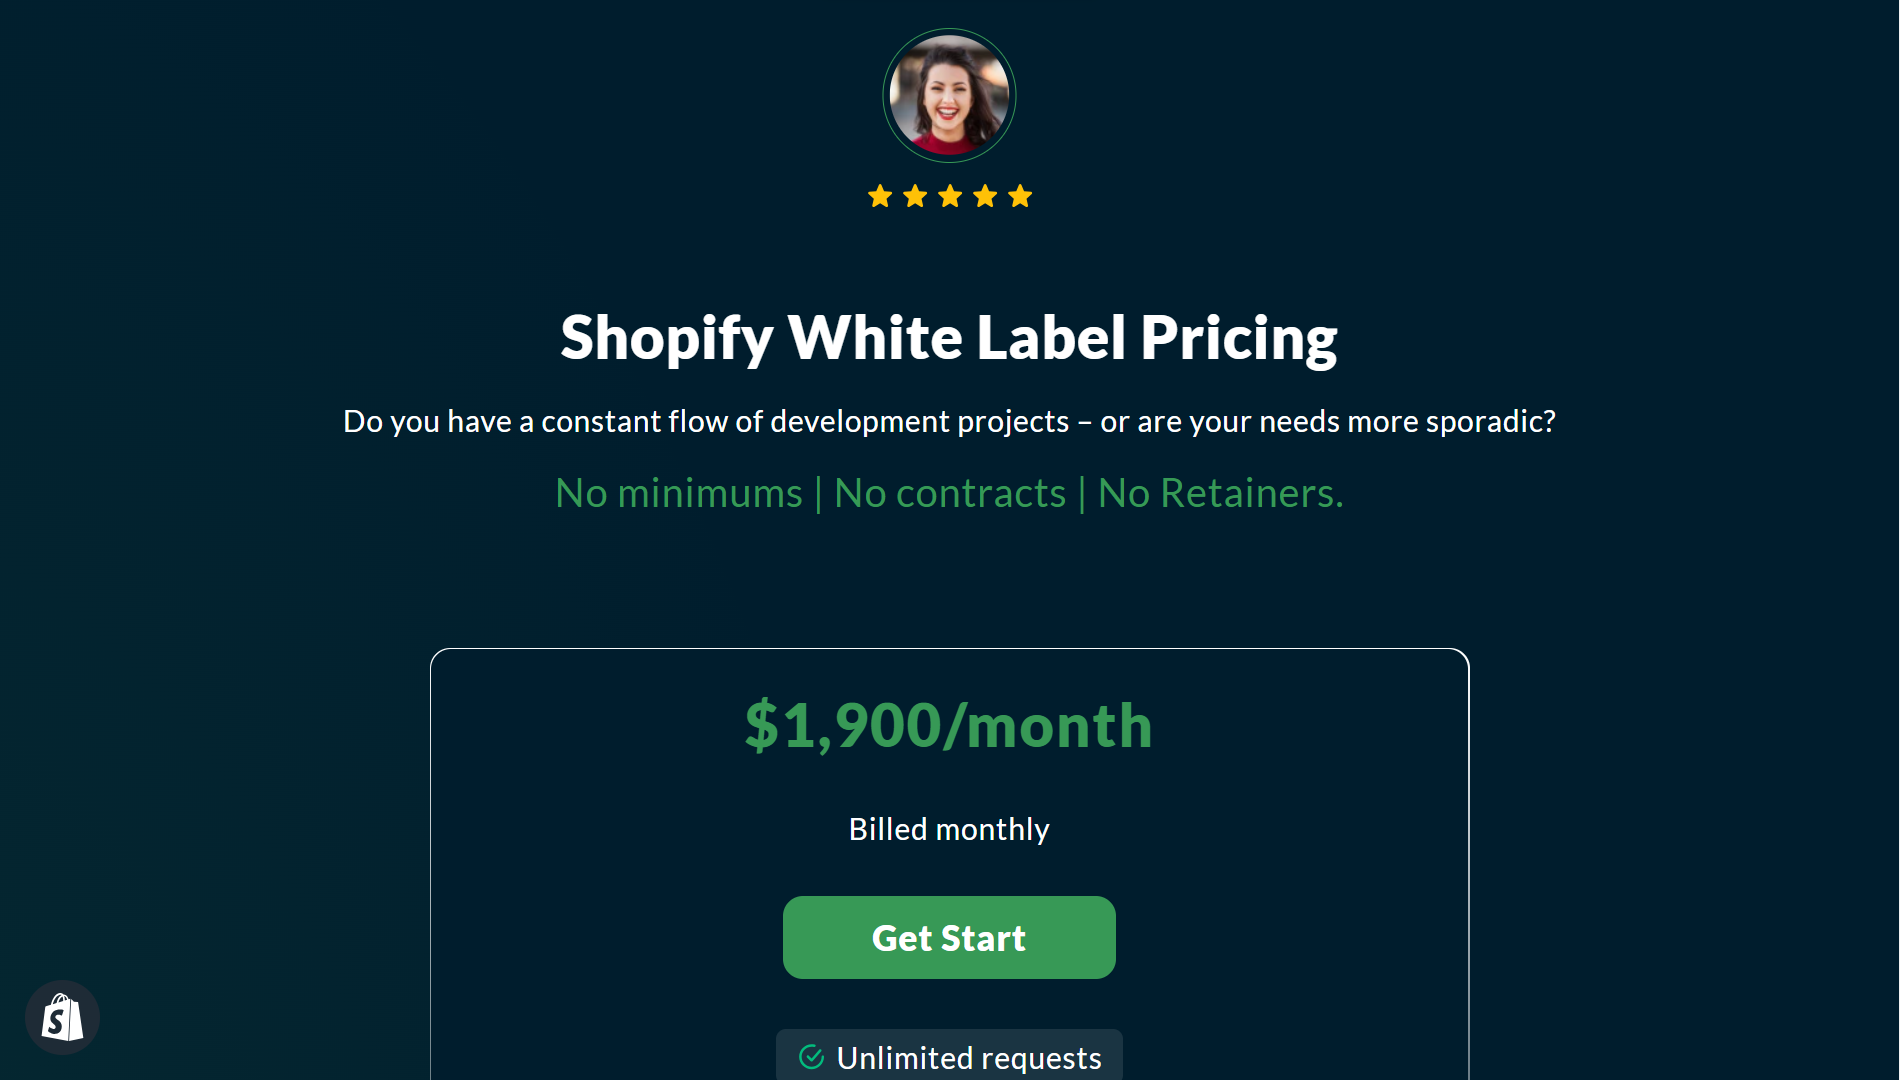 Shopify White Label Pricing
Do you have a constant flow of development projects – or are your needs more sporadic?
No minimums | No contracts | No Retainers.
$1,900/month
Billed monthly
Get Start
Unlimited requests